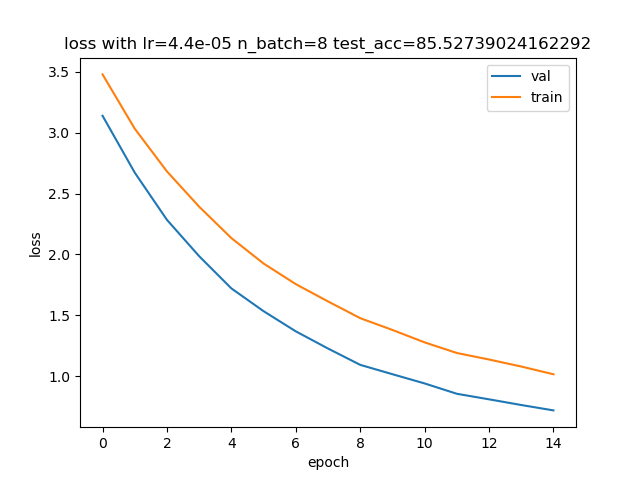 loss with lr=4.4e-05 n_batch=8 test_acc=85.52739024162292
3.5
3.0
2.5
2.0
1.5
1.0
loss
val
train
0 2 4 6 8 10 12 14
epoch